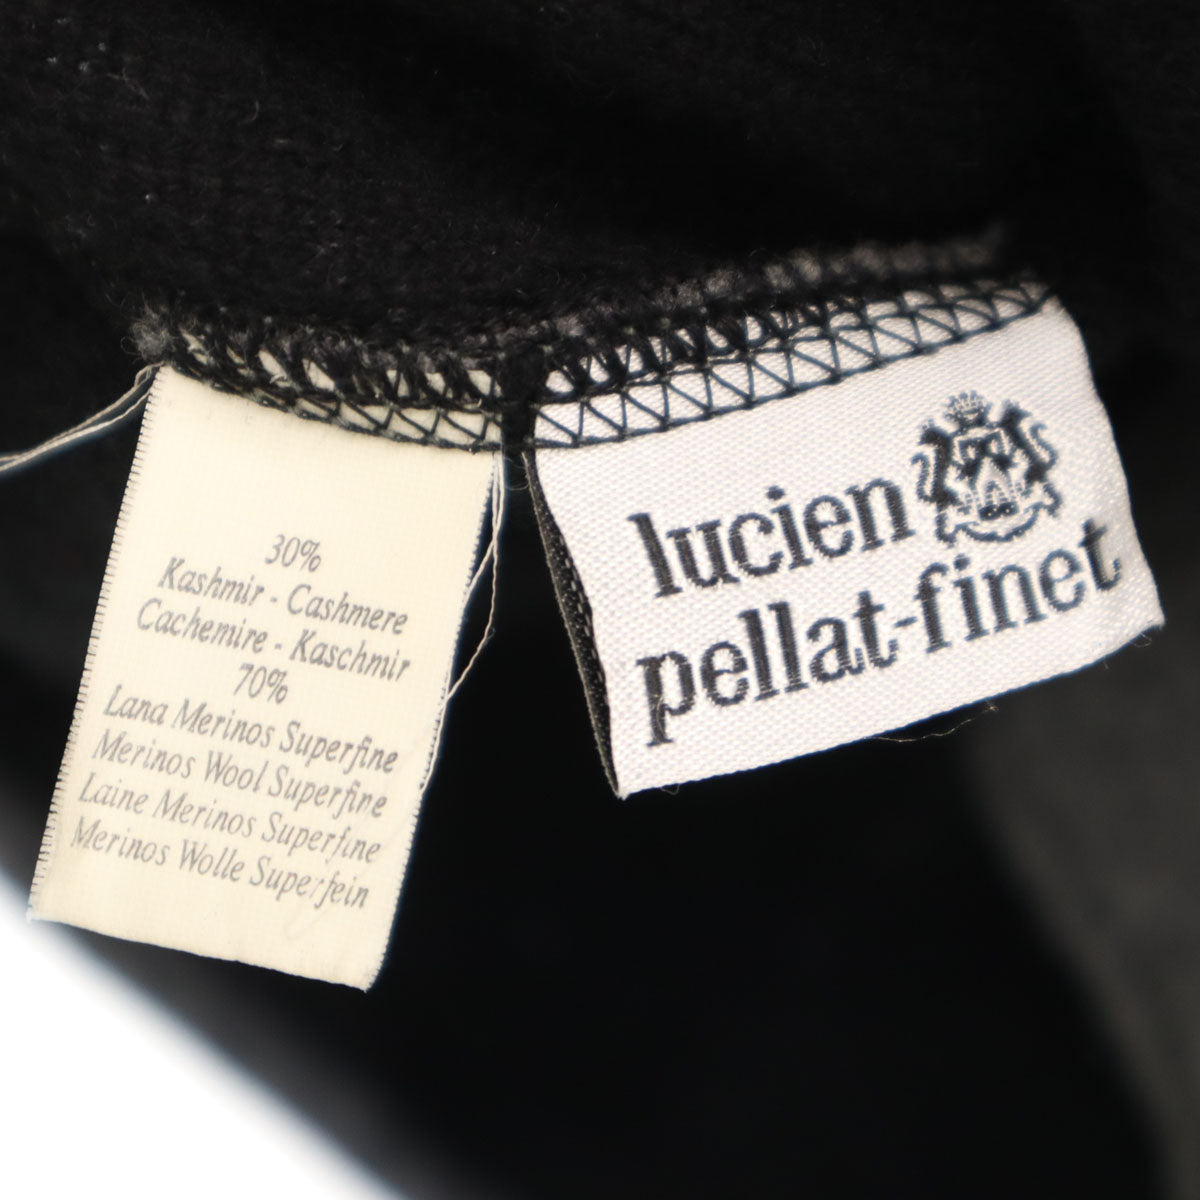 30%
Kashmir - Cashmere
Cachemire - Kaschmir
70%
Lana Merinos Superfine
Merinos Wool Superfine
Laine Merinos Superfine
Merinos Wolle Superfein
lucien
pellat-finet